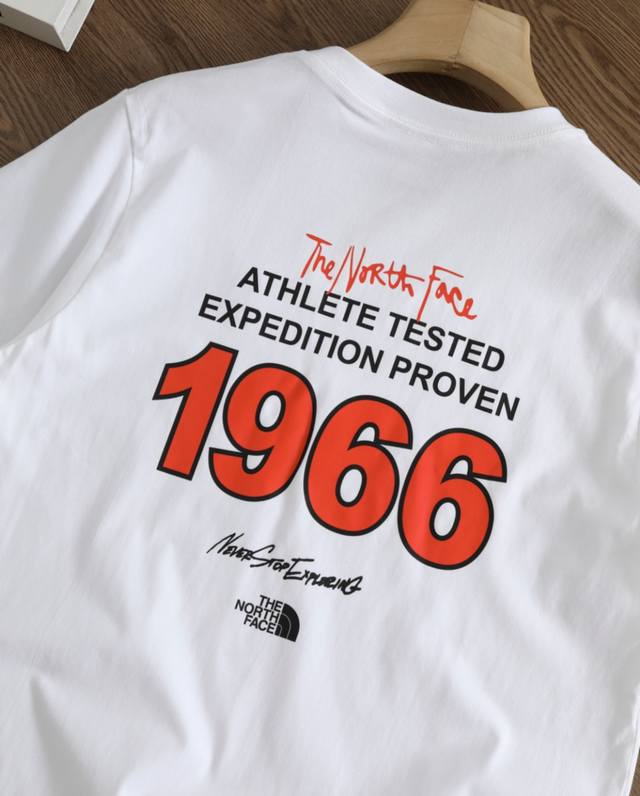 The North Face
ATHLETE TESTED
EXPEDITION PROVEN
1966
NEVER STOP EXPLORING
THE
NORTH
FACE